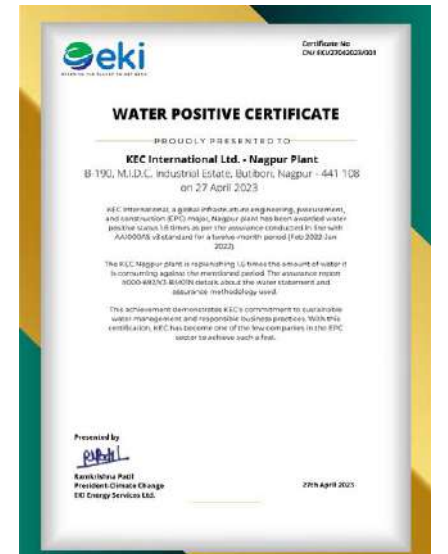 eki
Certificate No
WATER POSITIVE CERTIFICATE
PROUDLY PRESENTED TO
KEC International Ltd. - Nagpur Plant
B-190, M.I.D.C. Industrial Estate, Butibori, Nagpur - 441 108
on 27 April 2023
KEC International, a global infrastructure engineering, procurement,
and construction (EPC) major, Nagpur plant has been awarded water
positive status 1.6 times as per the assurance conducted in line with
AA1000AS v3 standard for a twelve-month period (Feb 2022-Jan
2022).
The KEC Nagpur plant is replenishing 1.6 times the amount of water it
is consuming against the mentioned period. The assurance report
details about the water statement and
assurance methodology used.
This achievement demonstrates KEC's commitment to sustainable
water management and responsible business practices. With this
certification, KEC has become one of the few companies in the EPC
sector to achieve such a feat.
Presented by
Ramkrishna Patil
President-Climate Change
EKI Energy Services Ltd.
27th April 2023